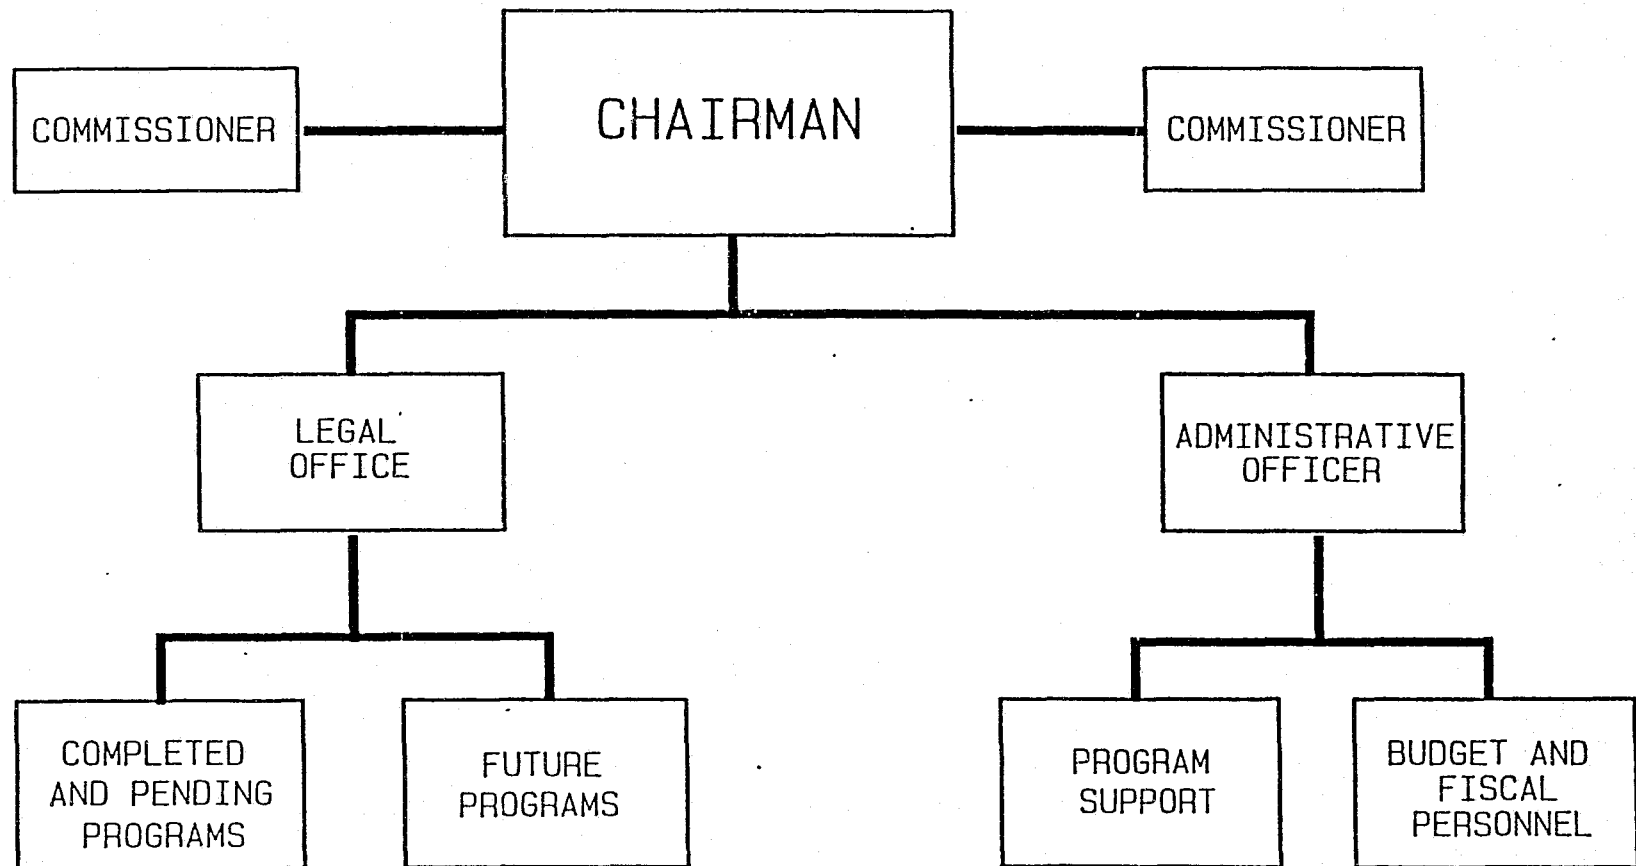 CHAIRMAN
COMMISSIONER
COMMISSIONER
LEGAL
OFFICE
ADMINISTRATIVE
OFFICER
COMPLETED
AND PENDING
PROGRAMS
FUTURE
PROGRAMS
PROGRAM
SUPPORT
BUDGET AND
FISCAL
PERSONNEL